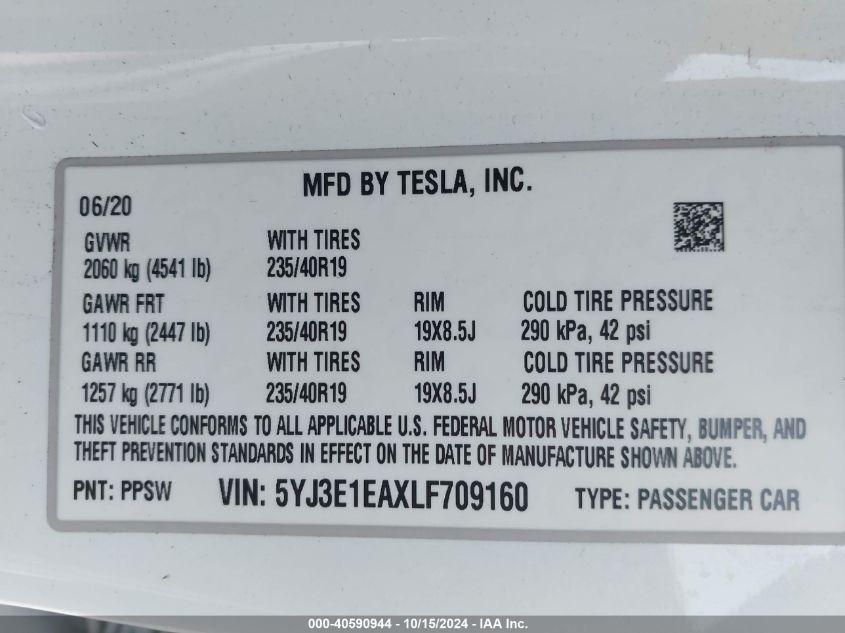 MFD BY TESLA, INC.
06/20
GVWR WITH TIRES
2060 kg (4541 lb) 235/40R19
GAWR FRT WITH TIRES RIM COLD TIRE PRESSURE
1110 kg (2447 lb) 235/40R19 19X8.5J 290 kPa, 42 psi
GAWR RR WITH TIRES RIM COLD TIRE PRESSURE
1257 kg (2771 lb) 235/40R19 19X8.5J 290 kPa, 42 psi
THIS VEHICLE CONFORMS TO ALL APPLICABLE U.S. FEDERAL MOTOR VEHICLE SAFETY, BUMPER, AND
THEFT PREVENTION STANDARDS IN EFFECT ON THE DATE OF MANUFACTURE SHOWN ABOVE.
PNT: PPSW VIN: 5YJ3E1EAXLF709160 TYPE: PASSENGER CAR
000-40590944 - 10/15/2024 - IAA Inc.